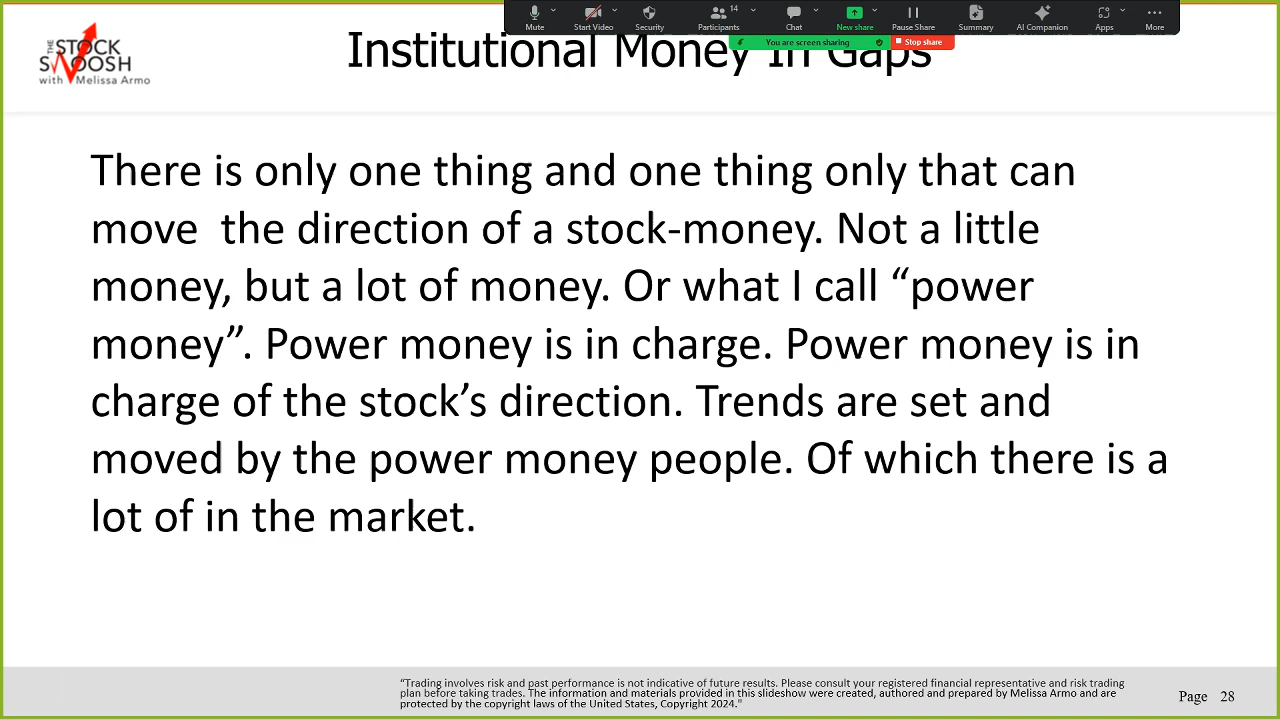 Mute
Start Video
Security
14
Participants
Chat
New share
Pause Share
Summary
AI Companion
Apps
More
You are screen sharing
Stop share
THE
STOCK
SWOOSH
with Melissa Armo
Institutional Money In Gaps
There is only one thing and one thing only that can
move  the direction of a stock-money. Not a little
money, but a lot of money. Or what I call “power
money”. Power money is in charge. Power money is in
charge of the stock’s direction. Trends are set and
moved by the power money people. Of which there is a
lot of in the market.
“Trading involves risk and past performance is not indicative of future results. Please consult your registered financial representative and risk trading
plan before taking trades. The information and materials provided in this slideshow were created, authored and prepared by Melissa Armo and are
protected by the copyright laws of the United States, Copyright 2024."
Page 28